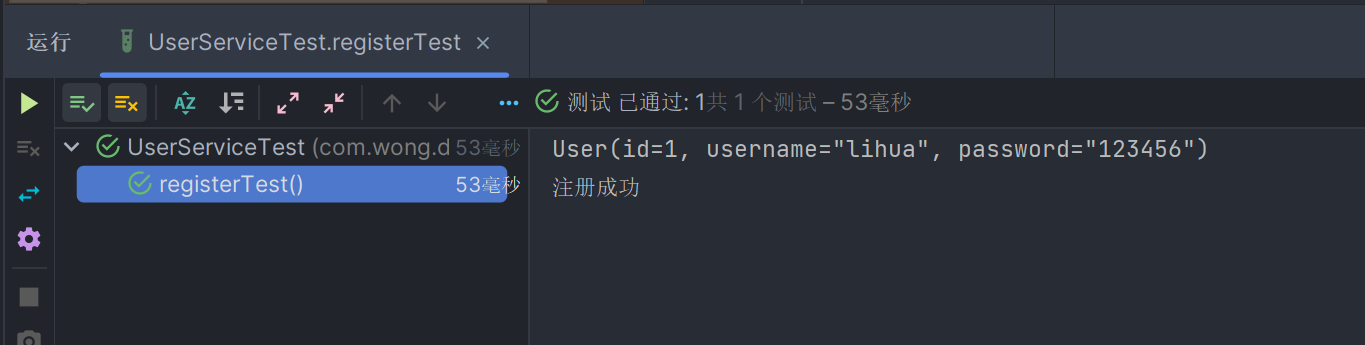 运行 UserServiceTest.registerTest
测试 已通过: 1共 1 个测试 – 53毫秒
UserServiceTest (com.wong.d 53毫秒
registerTest() 53毫秒
User(id=1, username="lihua", password="123456")
注册成功